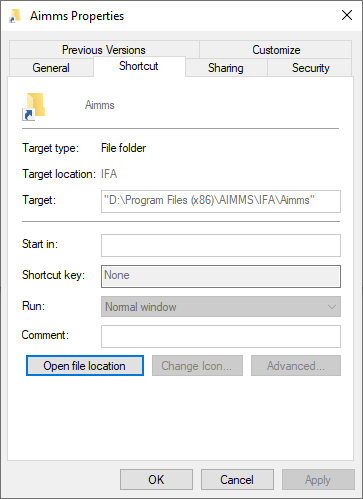 Aimms Properties
Previous Versions Customize
General Shortcut Sharing Security
Aimms
Target type: File folder
Target location: IFA
Target: "D:\Program Files (x86)\AIMMS\IFA\Aimms"
Start in:
Shortcut key: None
Run: Normal window
Comment:
Open file location Change Icon... Advanced...
OK Cancel Apply